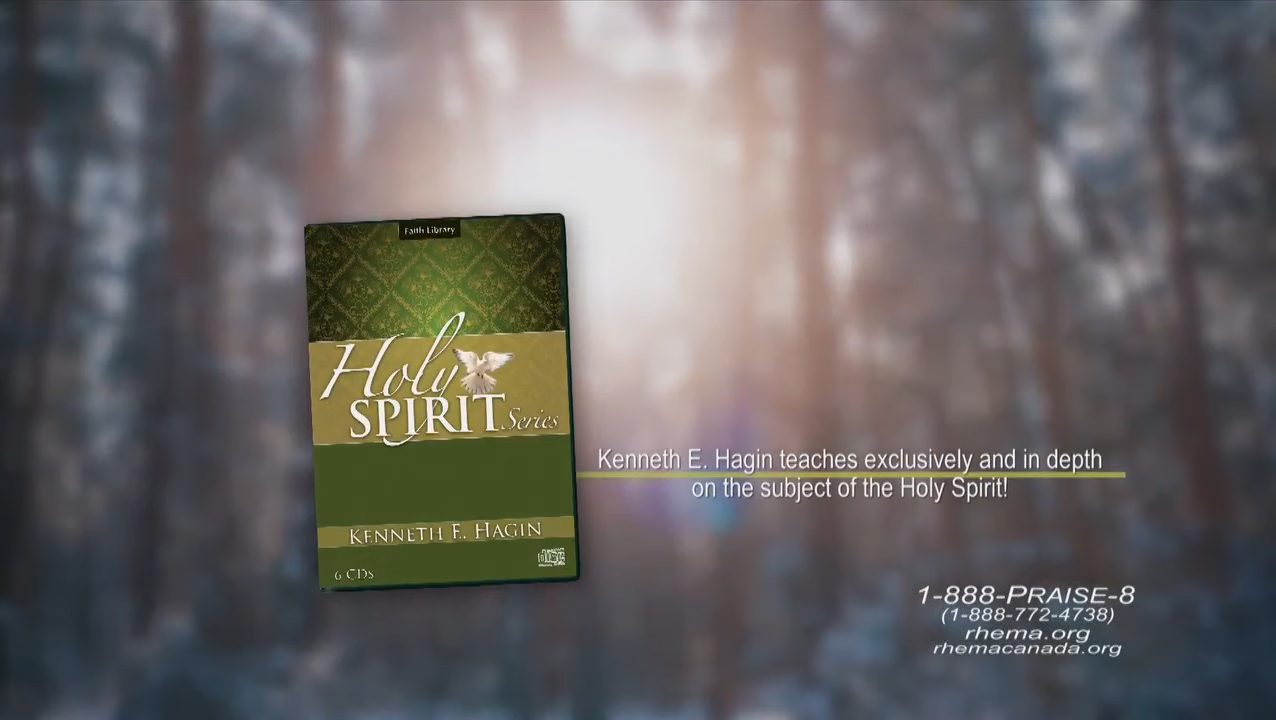 Faith Library
Holy
SPIRIT Series
KENNETH E. HAGIN
6 CDs
Kenneth E. Hagin teaches exclusively and in depth
on the subject of the Holy Spirit!
1-888-PRAISE-8
(1-888-772-4738)
rhema.org
rhemacanada.org